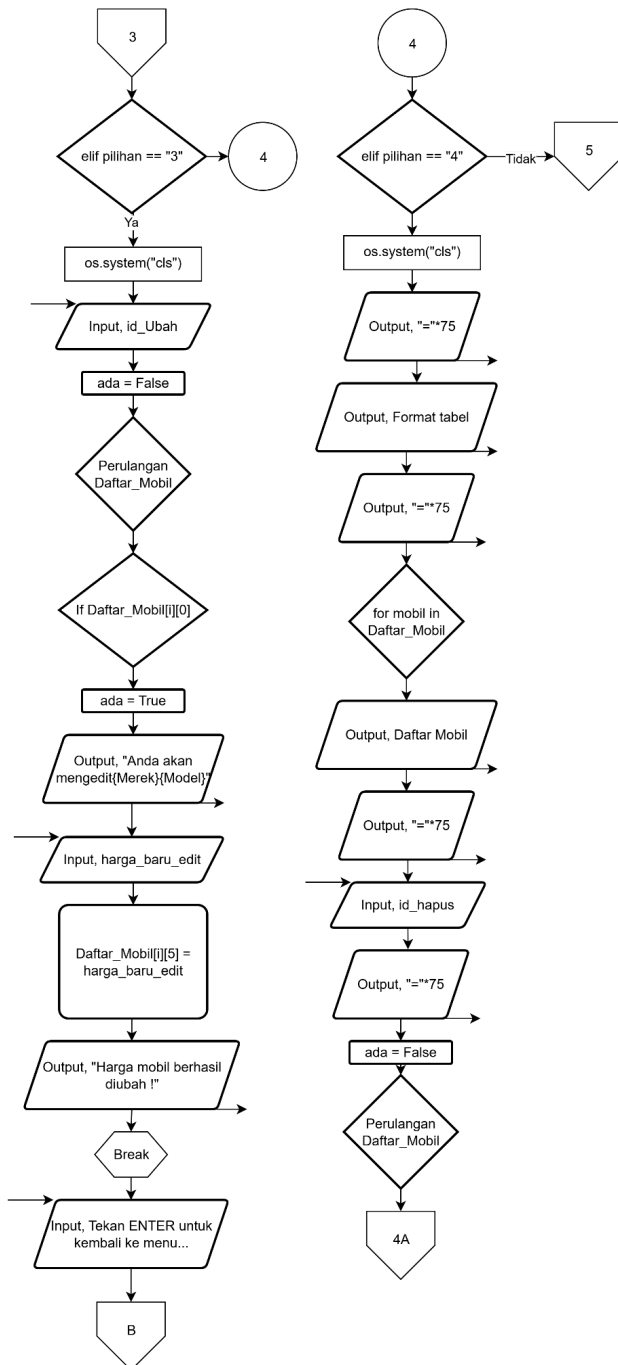 3
elif pilihan == "3"
4
Ya
os.system("cls")
Input, id_Ubah
ada = False
Perulangan
Daftar_Mobil
If Daftar_Mobil[i][0]
ada = True
Output, "Anda akan
mengedit{Merek}{Model}"
Input, harga_baru_edit
Daftar_Mobil[i][5] =
harga_baru_edit
Output, "Harga mobil berhasil
diubah !"
Break
Input, Tekan ENTER untuk
kembali ke menu...
B
4
elif pilihan == "4"
Tidak
5
os.system("cls")
Output, "="*75
Output, Format tabel
Output, "="*75
for mobil in
Daftar_Mobil
Output, Daftar Mobil
Output, "="*75
Input, id_hapus
Output, "="*75
ada = False
Perulangan
Daftar_Mobil
4A